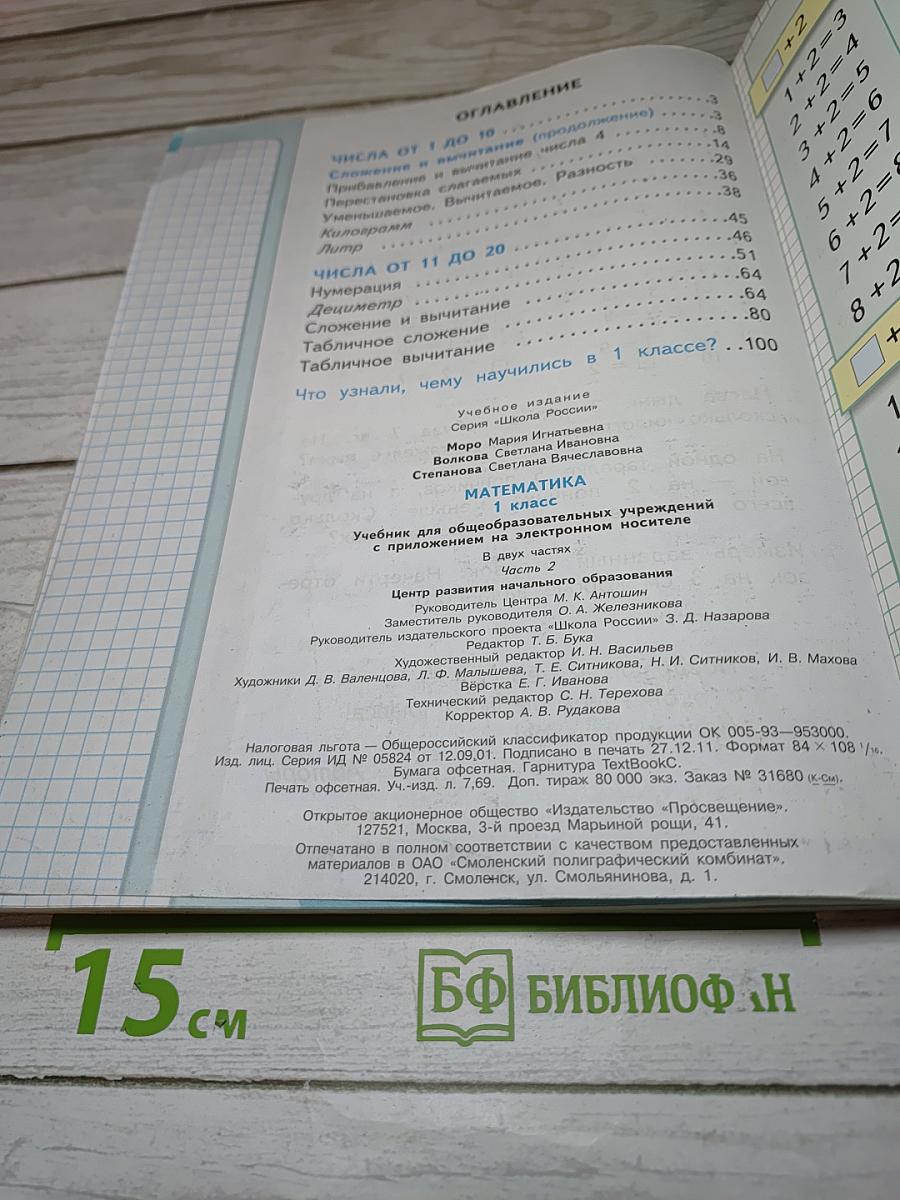 ОГЛАВЛЕНИЕ
ЧИСЛА ОТ 1 ДО 10 ..........3
Сложение и вычитание (продолжение) ..........3
Прибавление и вычитание числа 4 ..........8
Перестановка слагаемых ..........14
Уменьшаемое. Вычитаемое. Разность ..........29
Килограмм ..........36
Литр ..........38
ЧИСЛА ОТ 11 ДО 20 ..........45
Нумерация ..........46
Дециметр ..........51
Сложение и вычитание ..........64
Табличное сложение ..........64
Табличное вычитание ..........80
Что узнали, чему научились в 1 классе? ..100
Учебное издание
Серия «Школа России»
Моро Мария Игнатьевна
Волкова Светлана Ивановна
Степанова Светлана Вячеславовна
МАТЕМАТИКА
1 класс
Учебник для общеобразовательных учреждений
с приложением на электронном носителе
В двух частях
Часть 2
Центр развития начального образования
Руководитель Центра М. К. Антошин
Заместитель руководителя О. А. Железникова
Руководитель издательского проекта «Школа России» З. Д. Назарова
Редактор Т. Б. Бука
Художественный редактор И. Н. Васильев
Художники Д. В. Валенцова, Л. Ф. Малышева, Т. Е. Ситникова, Н. И. Ситников, И. В. Махова
Вёрстка Е. Г. Иванова
Технический редактор С. Н. Терехова
Корректор А. В. Рудакова
Налоговая льгота — Общероссийский классификатор продукции ОК 005-93—953000.
Изд. лиц. Серия ИД № 05824 от 12.09.01. Подписано в печать 27.12.11. Формат 84 × 108 1/16.
Бумага офсетная. Гарнитура TextBookC.
Печать офсетная. Уч.-изд. л. 7,69. Доп. тираж 80 000 экз. Заказ № 31680 (К-См).
Открытое акционерное общество «Издательство «Просвещение».
127521, Москва, 3-й проезд Марьиной рощи, 41.
Отпечатано в полном соответствии с качеством предоставленных
материалов в ОАО «Смоленский полиграфический комбинат».
214020, г. Смоленск, ул. Смольянинова, д. 1.
□ + 2
1 + 2 = 3
2 + 2 = 4
3 + 2 = 5
4 + 2 = 6
5 + 2 = 7
6 + 2 = 8
7 + 2 =
8 + 2
□ +
1
15 см
БФ БИБЛИОФАН